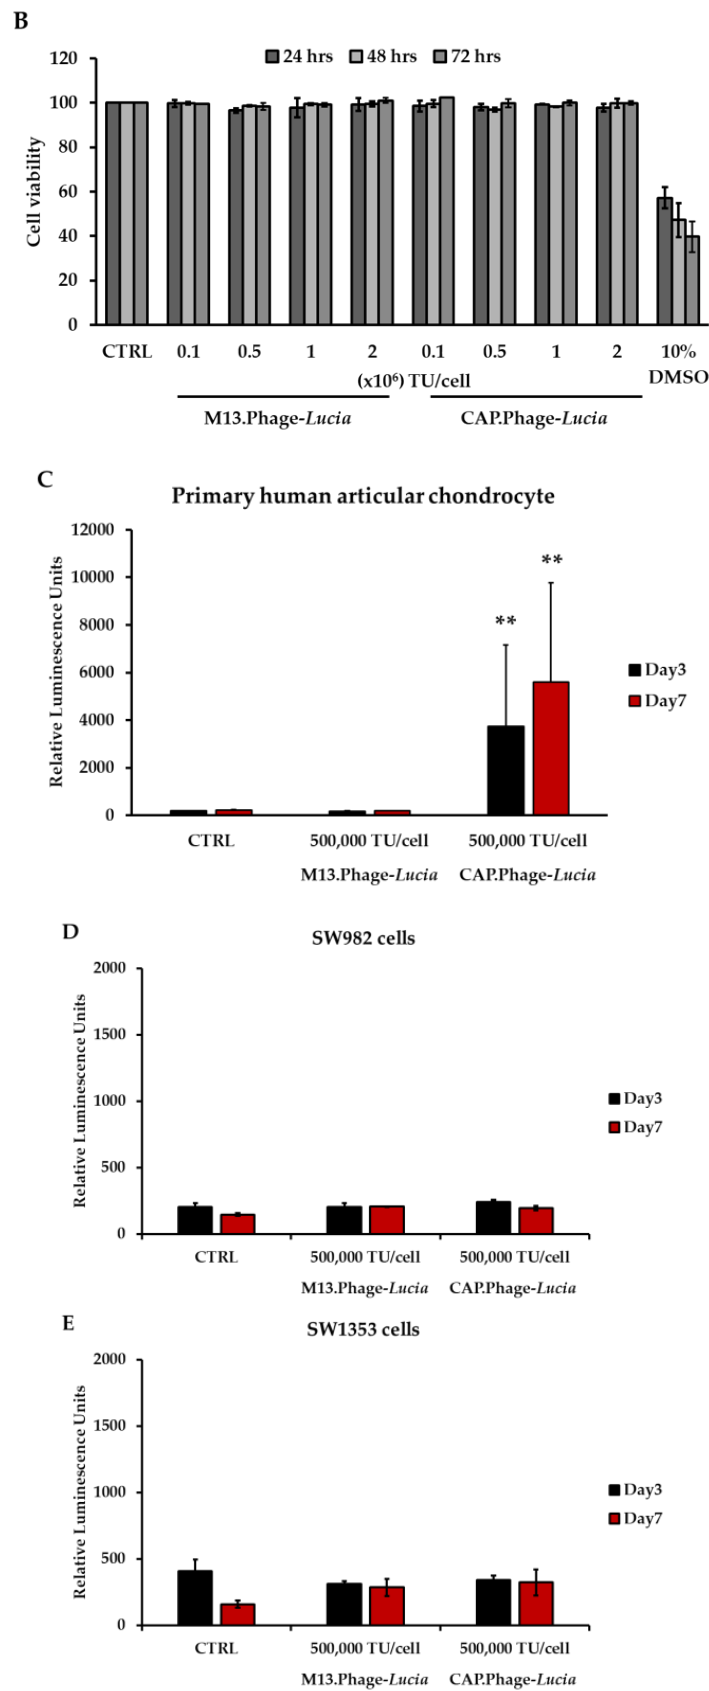 B
24 hrs 48 hrs 72 hrs
Cell viability
120
100
80
60
40
20
0
CTRL 0.1 0.5 1 2 0.1 0.5 1 2 10% DMSO
(x10⁶) TU/cell
M13.Phage-Lucia CAP.Phage-Lucia
C
Primary human articular chondrocyte
Relative Luminescence Units
12000
10000
8000
6000
4000
2000
0
** **
Day3
Day7
CTRL 500,000 TU/cell 500,000 TU/cell
M13.Phage-Lucia CAP.Phage-Lucia
D
SW982 cells
Relative Luminescence Units
2000
1500
1000
500
0
Day3
Day7
CTRL 500,000 TU/cell 500,000 TU/cell
M13.Phage-Lucia CAP.Phage-Lucia
E
SW1353 cells
Relative Luminescence Units
2000
1500
1000
500
0
Day3
Day7
CTRL 500,000 TU/cell 500,000 TU/cell
M13.Phage-Lucia CAP.Phage-Lucia